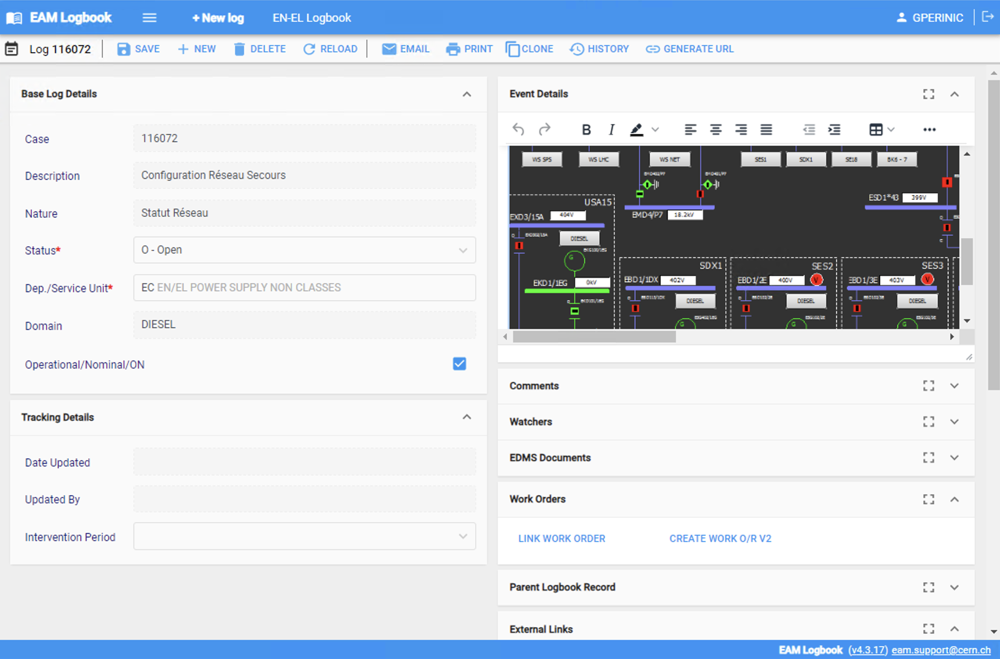 EAM Logbook
+ New log
EN-EL Logbook
GPERINIC
Log 116072
SAVE
NEW
DELETE
RELOAD
EMAIL
PRINT
CLONE
HISTORY
GENERATE URL
Base Log Details
Case
116072
Description
Configuration Réseau Secours
Nature
Statut Réseau
Status*
O - Open
Dep./Service Unit*
EC EN/EL POWER SUPPLY NON CLASSES
Domain
DIESEL
Operational/Nominal/ON
Tracking Details
Date Updated
Updated By
Intervention Period
Event Details
B
I
WS SPS
WS LHC
WS NET
SES1
SDX1
SE18
BK6 - 7
USA15
EXD3/15A
404V
EMD4/P7
18.2kV
ESD1*43
399V
DIESEL
G
EKD1/1EG
0kV
SDX1
EBD1/1DX
402V
DIESEL
G
SES2
EBD1/2E
400V
V
DIESEL
G
SES3
EBD1/3E
403V
V
DIESEL
G
Comments
Watchers
EDMS Documents
Work Orders
LINK WORK ORDER
CREATE WORK O/R V2
Parent Logbook Record
External Links
EAM Logbook (v4.3.17) eam.support@cern.ch